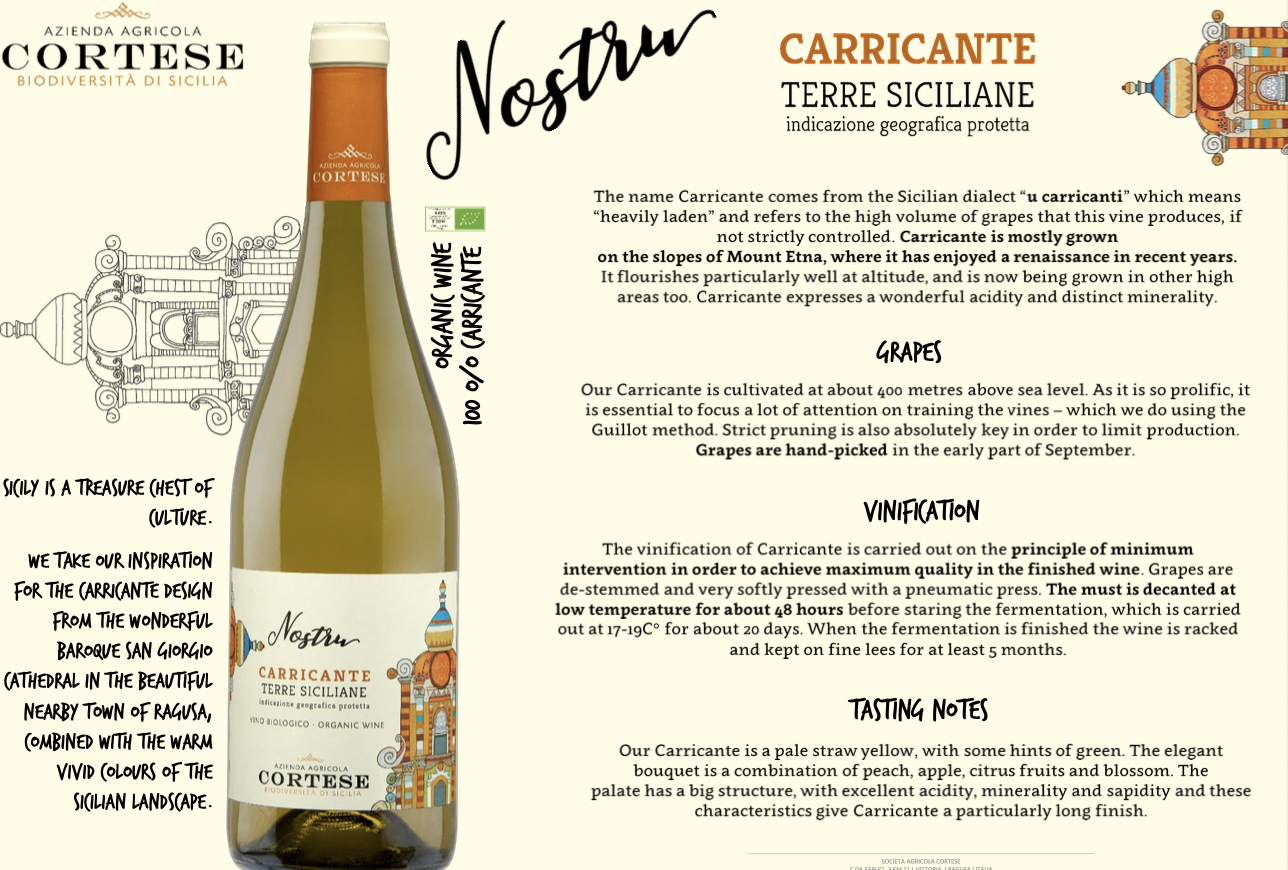 AZIENDA AGRICOLA
CORTESE
BIODIVERSITÀ DI SICILIA
Nostru
CARRICANTE
TERRE SICILIANE
indicazione geografica protetta
ORGANIC WINE
100 0/0 CARRICANTE
The name Carricante comes from the Sicilian dialect “u carricanti” which means
“heavily laden” and refers to the high volume of grapes that this vine produces, if
not strictly controlled. Carricante is mostly grown
on the slopes of Mount Etna, where it has enjoyed a renaissance in recent years.
It flourishes particularly well at altitude, and is now being grown in other high
areas too. Carricante expresses a wonderful acidity and distinct minerality.
GRAPES
Our Carricante is cultivated at about 400 metres above sea level. As it is so prolific, it
is essential to focus a lot of attention on training the vines – which we do using the
Guillot method. Strict pruning is also absolutely key in order to limit production.
Grapes are hand-picked in the early part of September.
VINIFICATION
The vinification of Carricante is carried out on the principle of minimum
intervention in order to achieve maximum quality in the finished wine. Grapes are
de-stemmed and very softly pressed with a pneumatic press. The must is decanted at
low temperature for about 48 hours before staring the fermentation, which is carried
out at 17-19C° for about 20 days. When the fermentation is finished the wine is racked
and kept on fine lees for at least 5 months.
TASTING NOTES
Our Carricante is a pale straw yellow, with some hints of green. The elegant
bouquet is a combination of peach, apple, citrus fruits and blossom. The
palate has a big structure, with excellent acidity, minerality and sapidity and these
characteristics give Carricante a particularly long finish.
SICILY IS A TREASURE CHEST OF
CULTURE.
WE TAKE OUR INSPIRATION
FOR THE CARRICANTE DESIGN
FROM THE WONDERFUL
BAROQUE SAN GIORGIO
CATHEDRAL IN THE BEAUTIFUL
NEARBY TOWN OF RAGUSA,
COMBINED WITH THE WARM
VIVID COLOURS OF THE
SICILIAN LANDSCAPE.
AZIENDA AGRICOLA
CORTESE
Nostru
CARRICANTE
TERRE SICILIANE
indicazione geografica protetta
VINO BIOLOGICO · ORGANIC WINE
AZIENDA AGRICOLA
CORTESE
BIODIVERSITÀ DI SICILIA
SOCIETA AGRICOLA CORTESE